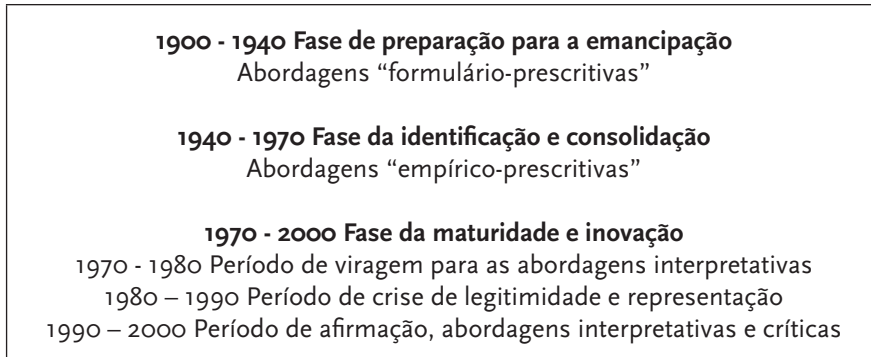 1900 - 1940 Fase de preparação para a emancipação
Abordagens “formulário-prescritivas”
1940 - 1970 Fase da identificação e consolidação
Abordagens “empírico-prescritivas”
1970 - 2000 Fase da maturidade e inovação
1970 - 1980 Período de viragem para as abordagens interpretativas
1980 – 1990 Período de crise de legitimidade e representação
1990 – 2000 Período de afirmação, abordagens interpretativas e críticas